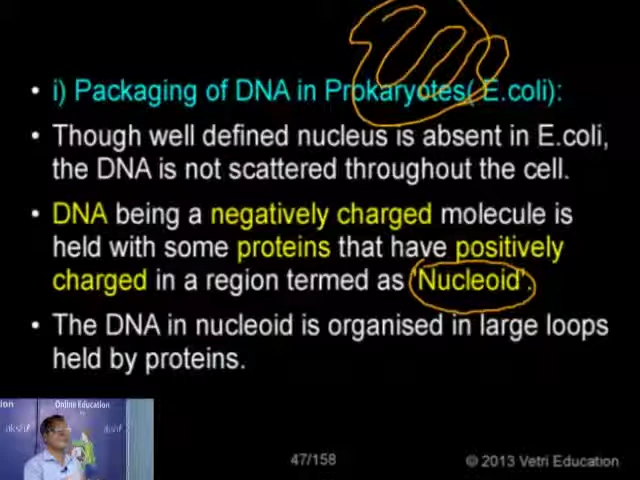 • i) Packaging of DNA in Prokaryotes( E.coli):
• Though well defined nucleus is absent in E.coli,
the DNA is not scattered throughout the cell.
• DNA being a negatively charged molecule is
held with some proteins that have positively
charged in a region termed as 'Nucleoid'.
• The DNA in nucleoid is organised in large loops
held by proteins.
Online Education
47/158
© 2013 Vetri Education